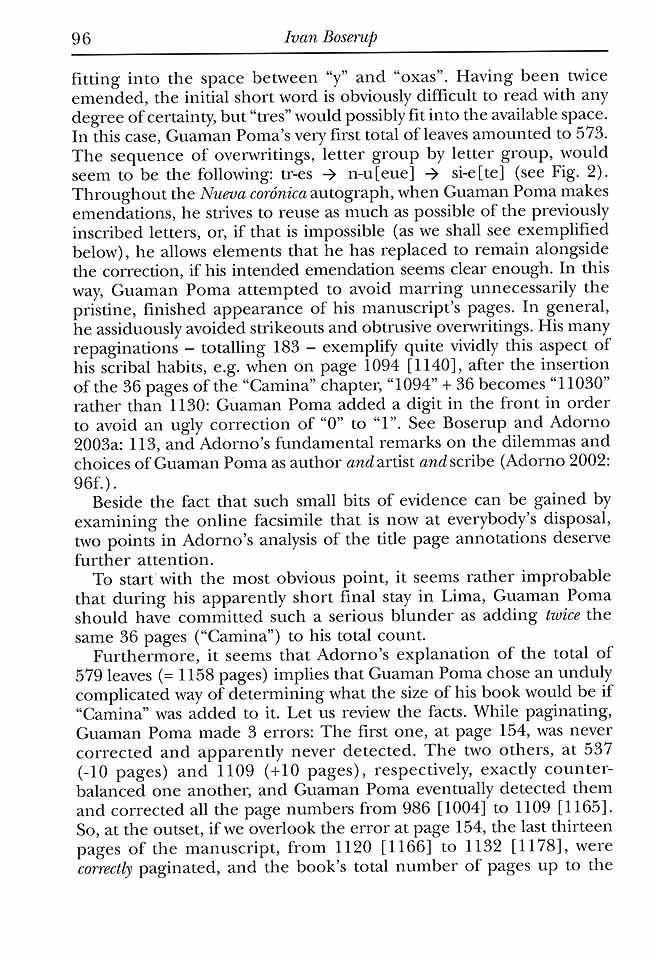 96 Ivan Boserup
fitting into the space between “y” and “oxas”. Having been twice
emended, the initial short word is obviously difficult to read with any
degree of certainty, but “tres” would possibly fit into the available space.
In this case, Guaman Poma’s very first total of leaves amounted to 573.
The sequence of overwritings, letter group by letter group, would
seem to be the following: tr-es → n-u[eue] → si-e[te] (see Fig. 2).
Throughout the Nueva corónica autograph, when Guaman Poma makes
emendations, he strives to reuse as much as possible of the previously
inscribed letters, or, if that is impossible (as we shall see exemplified
below), he allows elements that he has replaced to remain alongside
the correction, if his intended emendation seems clear enough. In this
way, Guaman Poma attempted to avoid marring unnecessarily the
pristine, finished appearance of his manuscript’s pages. In general,
he assiduously avoided strikeouts and obtrusive overwritings. His many
repaginations – totalling 183 – exemplify quite vividly this aspect of
his scribal habits, e.g. when on page 1094 [1140], after the insertion
of the 36 pages of the “Camina” chapter, “1094” + 36 becomes “11030”
rather than 1130: Guaman Poma added a digit in the front in order
to avoid an ugly correction of “0” to “1”. See Boserup and Adorno
2003a: 113, and Adorno’s fundamental remarks on the dilemmas and
choices of Guaman Poma as author and artist and scribe (Adorno 2002:
96f.).
Beside the fact that such small bits of evidence can be gained by
examining the online facsimile that is now at everybody’s disposal,
two points in Adorno’s analysis of the title page annotations deserve
further attention.
To start with the most obvious point, it seems rather improbable
that during his apparently short final stay in Lima, Guaman Poma
should have committed such a serious blunder as adding twice the
same 36 pages (“Camina”) to his total count.
Furthermore, it seems that Adorno’s explanation of the total of
579 leaves (= 1158 pages) implies that Guaman Poma chose an unduly
complicated way of determining what the size of his book would be if
“Camina” was added to it. Let us review the facts. While paginating,
Guaman Poma made 3 errors: The first one, at page 154, was never
corrected and apparently never detected. The two others, at 537
(-10 pages) and 1109 (+10 pages), respectively, exactly counter-
balanced one another, and Guaman Poma eventually detected them
and corrected all the page numbers from 986 [1004] to 1109 [1165].
So, at the outset, if we overlook the error at page 154, the last thirteen
pages of the manuscript, from 1120 [1166] to 1132 [1178], were
correctly paginated, and the book’s total number of pages up to the